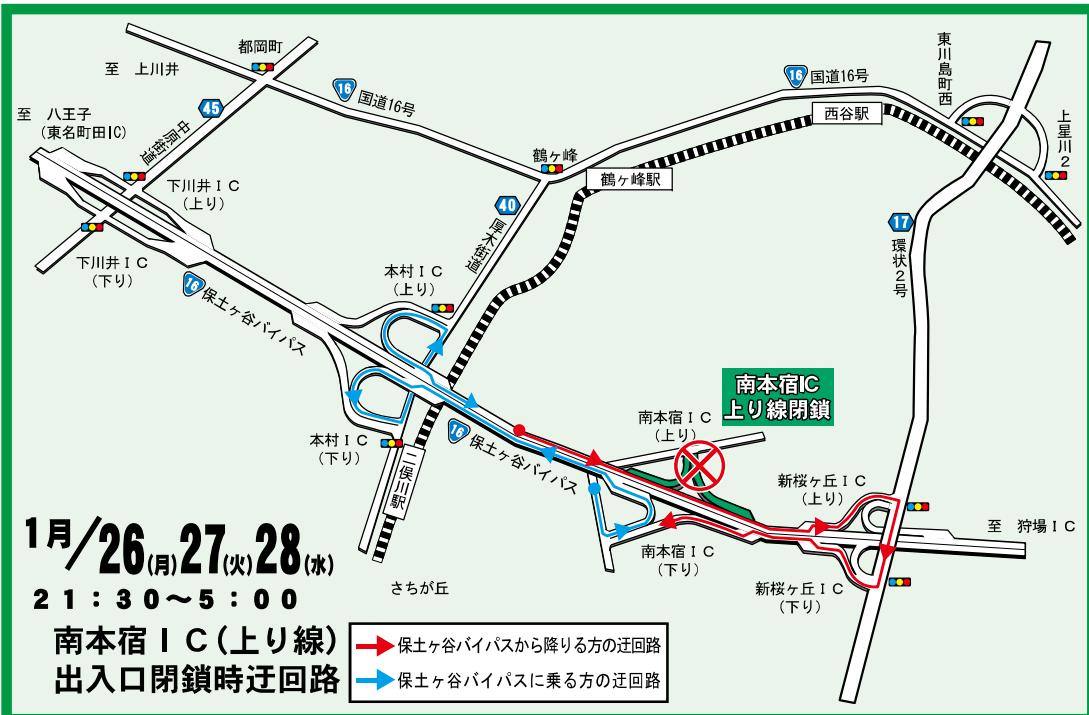 都岡町
至 上川井
16
国道16号
45
中原街道
至 八王子
(東名町田IC)
下川井IC
(上り)
下川井IC
(下り)
鶴ヶ峰
鶴ヶ峰駅
40
厚木街道
16
国道16号
西谷駅
東川島町西
上星川2
17
環状2号
16
保土ヶ谷バイパス
本村IC
(上り)
本村IC
(下り)
16
保土ヶ谷バイパス
二俣川駅
さちが丘
南本宿IC
上り線閉鎖
南本宿IC
(上り)
南本宿IC
(下り)
新桜ヶ丘IC
(上り)
新桜ヶ丘IC
(下り)
至 狩場IC
1月/26(月)27(火)28(水)
21:30~5:00
南本宿IC(上り線)
出入口閉鎖時迂回路
保土ヶ谷バイパスから降りる方の迂回路
保土ヶ谷バイパスに乗る方の迂回路